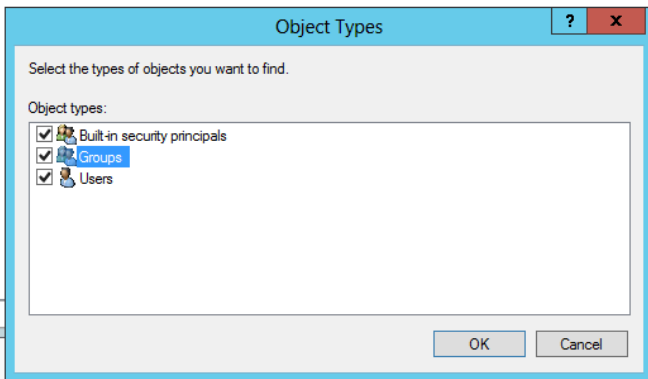 Object Types
?
x
Select the types of objects you want to find.
Object types:
Built-in security principals
Groups
Users
OK
Cancel